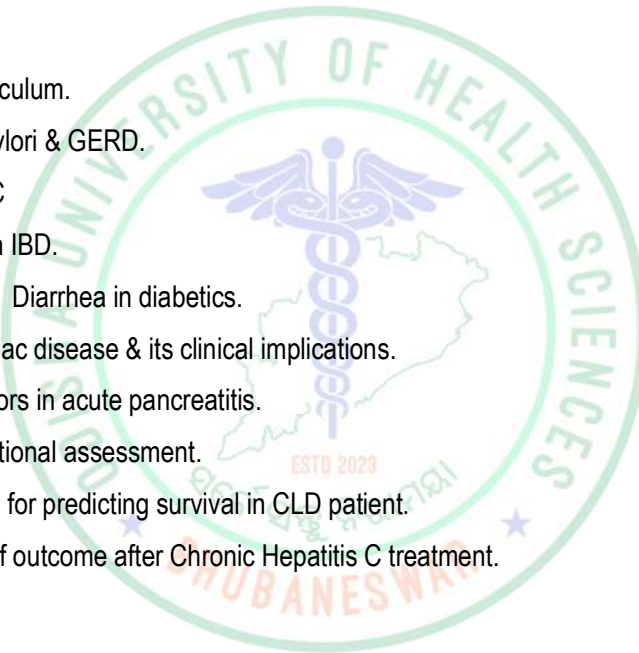 culum.
ylori & GERD.
C
n IBD.
Diarrhea in diabetics.
ac disease & its clinical implications.
ors in acute pancreatitis.
tional assessment.
for predicting survival in CLD patient.
f outcome after Chronic Hepatitis C treatment.
ODISHA UNIVERSITY OF HEALTH SCIENCES
ESTD 2023
BHUBANESWAR